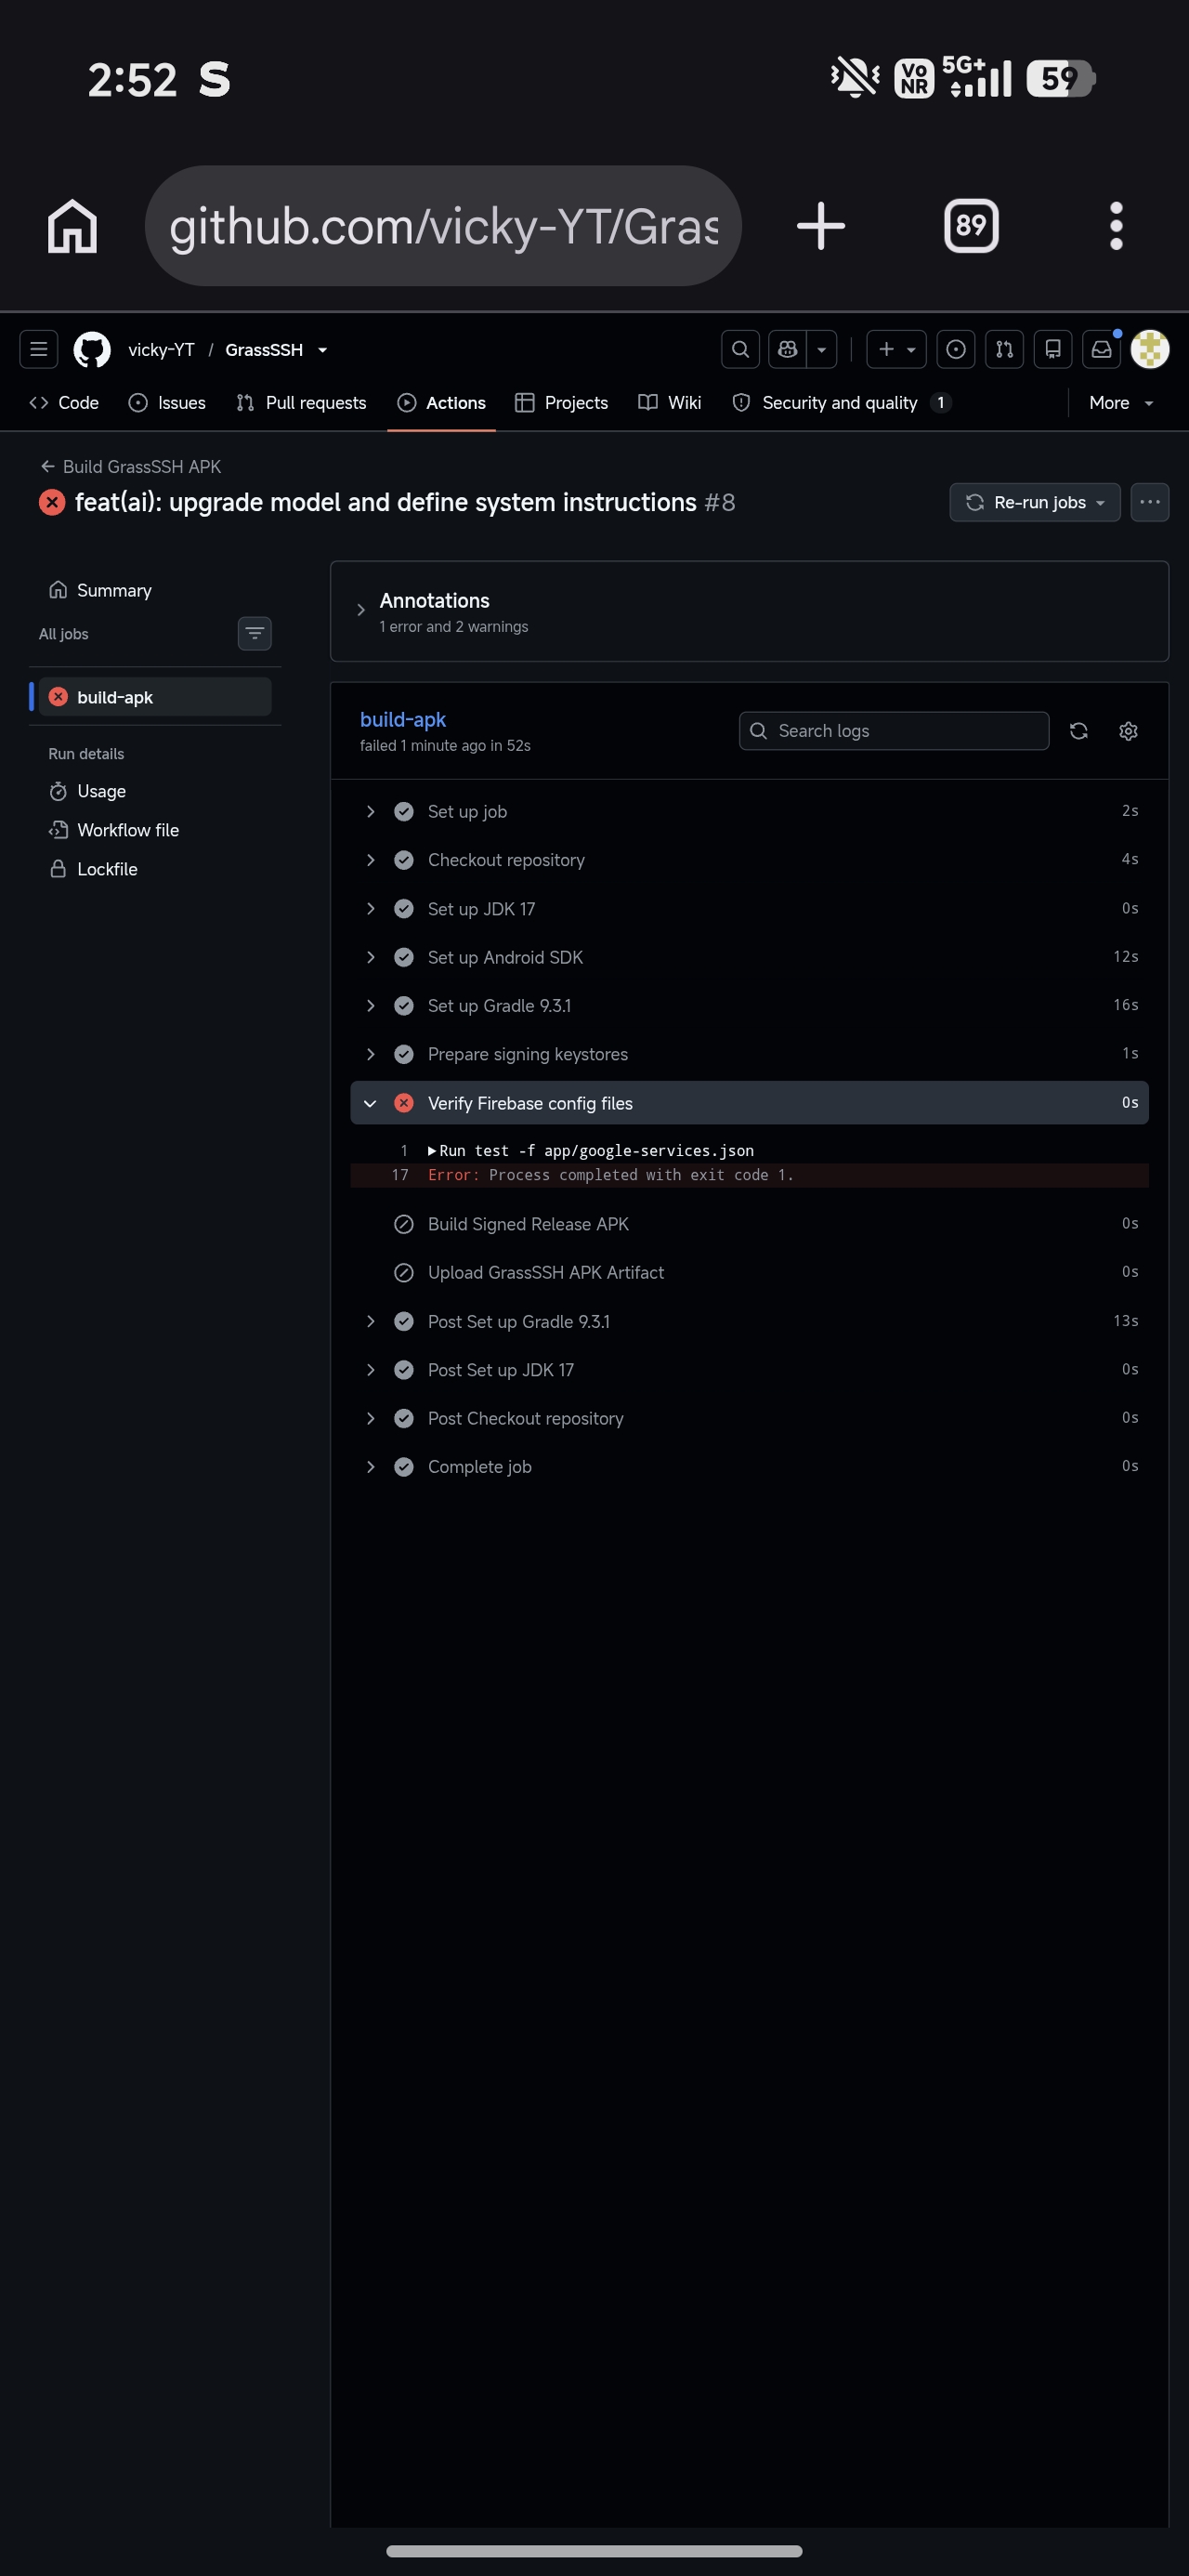 2:52 S
Vo NR 5G+ 59
github.com/vicky-YT/Gras
89
vicky-YT / GrassSSH
Code Issues Pull requests Actions Projects Wiki Security and quality 1 More
Build GrassSSH APK
feat(ai): upgrade model and define system instructions #8
Re-run jobs
Summary
All jobs
build-apk
Run details
Usage
Workflow file
Lockfile
Annotations
1 error and 2 warnings
build-apk
failed 1 minute ago in 52s
Search logs
Set up job 2s
Checkout repository 4s
Set up JDK 17 0s
Set up Android SDK 12s
Set up Gradle 9.3.1 16s
Prepare signing keystores 1s
Verify Firebase config files 0s
1 Run test -f app/google-services.json
17 Error: Process completed with exit code 1.
Build Signed Release APK 0s
Upload GrassSSH APK Artifact 0s
Post Set up Gradle 9.3.1 13s
Post Set up JDK 17 0s
Post Checkout repository 0s
Complete job 0s